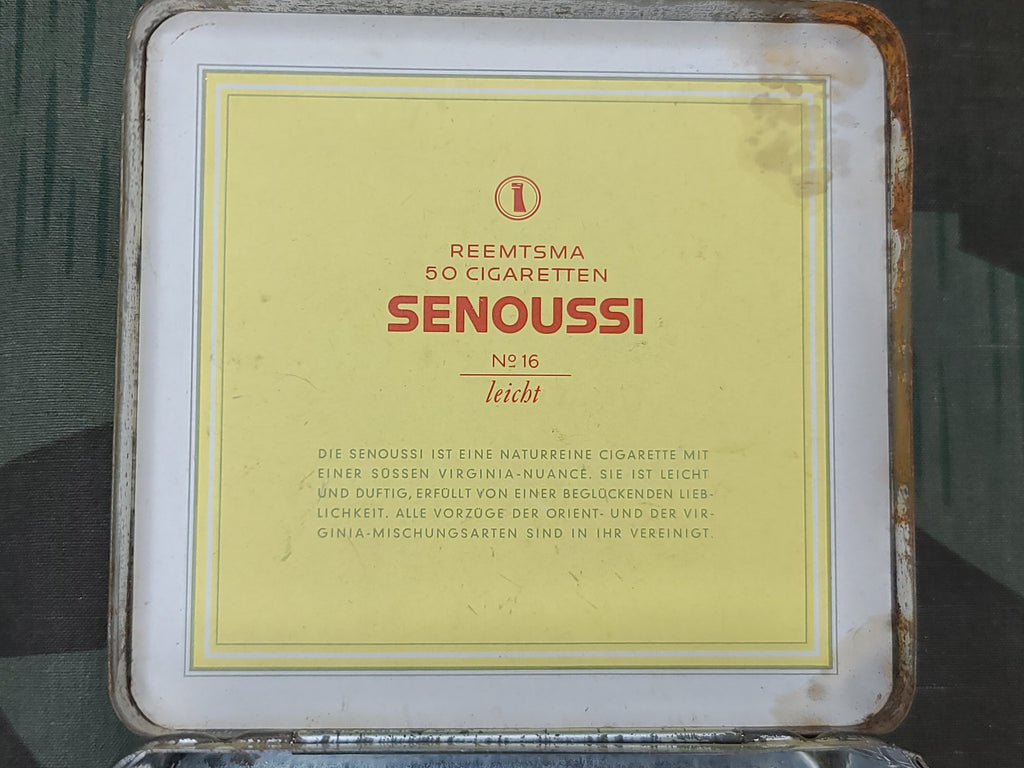 REEMTSMA
50 CIGARETTEN
SENOUSSI
Nº 16
leicht
DIE SENOUSSI IST EINE NATURREINE CIGARETTE MIT
EINER SÜSSEN VIRGINIA-NUANCE. SIE IST LEICHT
UND DUFTIG, ERFÜLLT VON EINER BEGLÜCKENDEN LIEB-
LICHKEIT. ALLE VORZÜGE DER ORIENT- UND DER VIR-
GINIA-MISCHUNGSARTEN SIND IN IHR VEREINIGT.